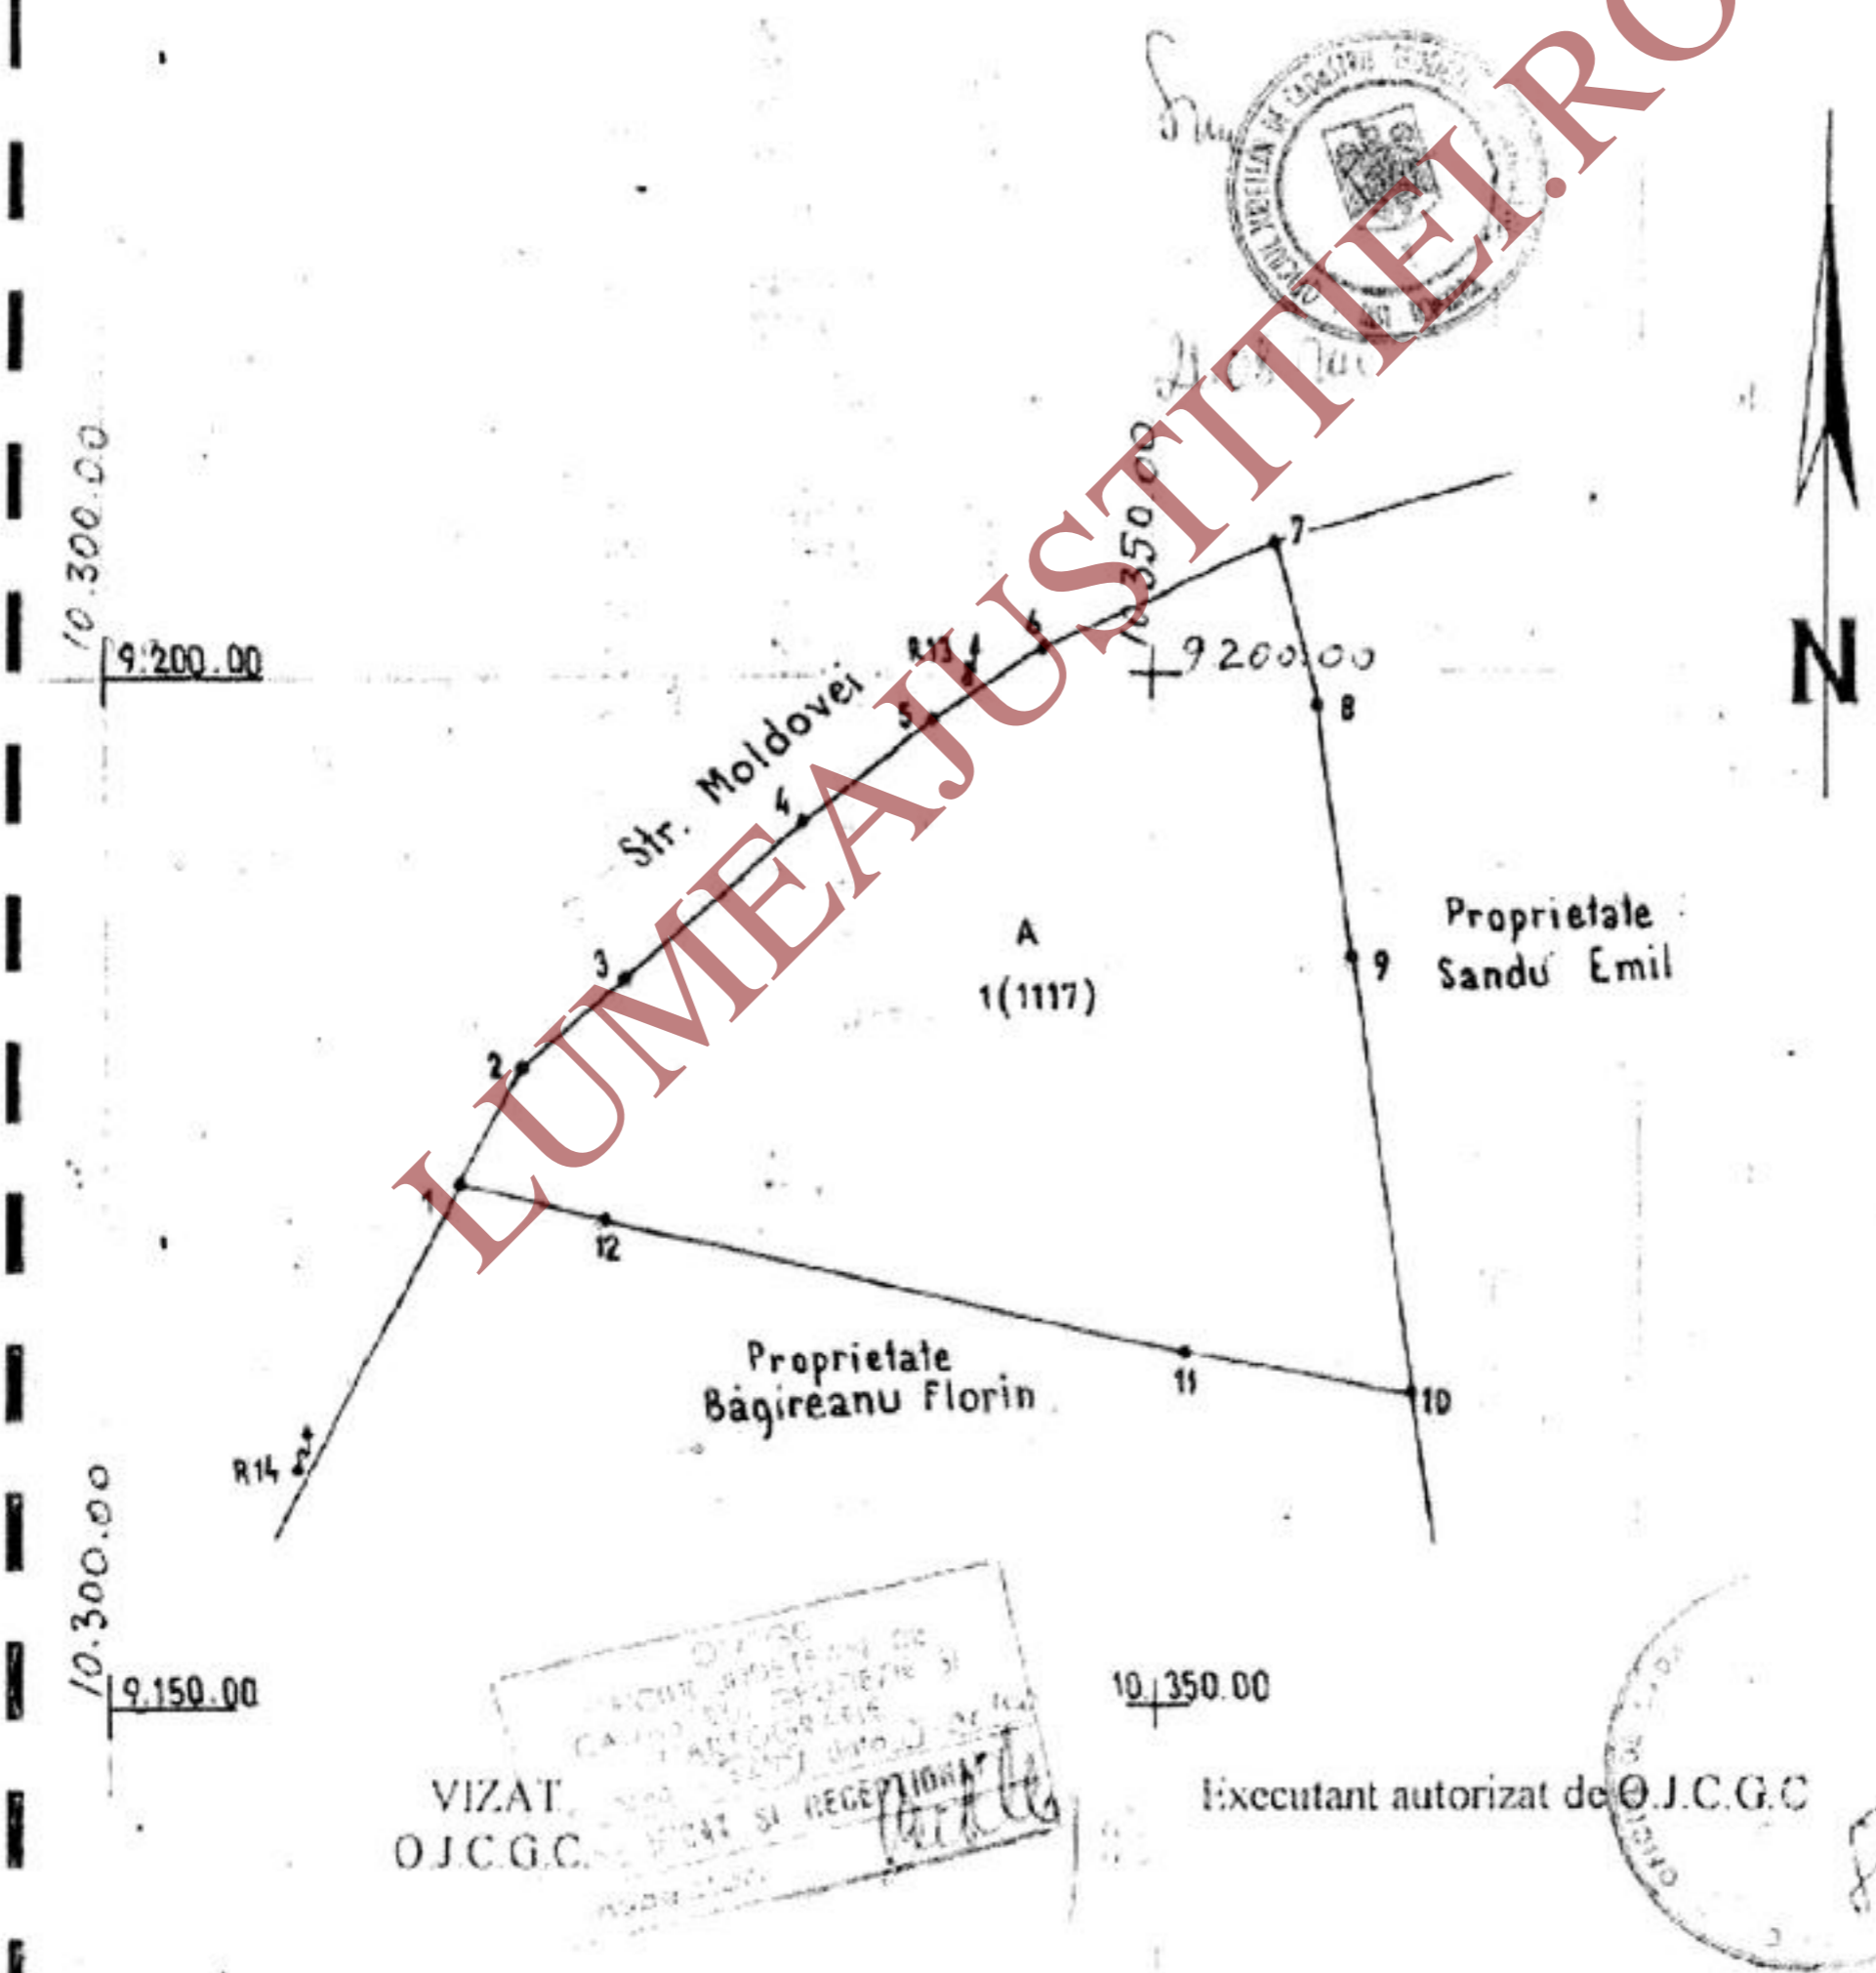 LUMEAJUSTITIEI.RO
10.300.00
9.200.00
10.350.00
9200.00
N
Str. Moldovei
R13
1
2
3
4
5
6
7
8
9
10
11
12
A
1(1117)
Proprietate
Sandu Emil
Proprietate
Băgireanu Florin
R14
10.300.00
9.150.00
10.350.00
VIZAT
O.J.C.G.C.
SI RECEPTIONAT
Executant autorizat de O.J.C.G.C